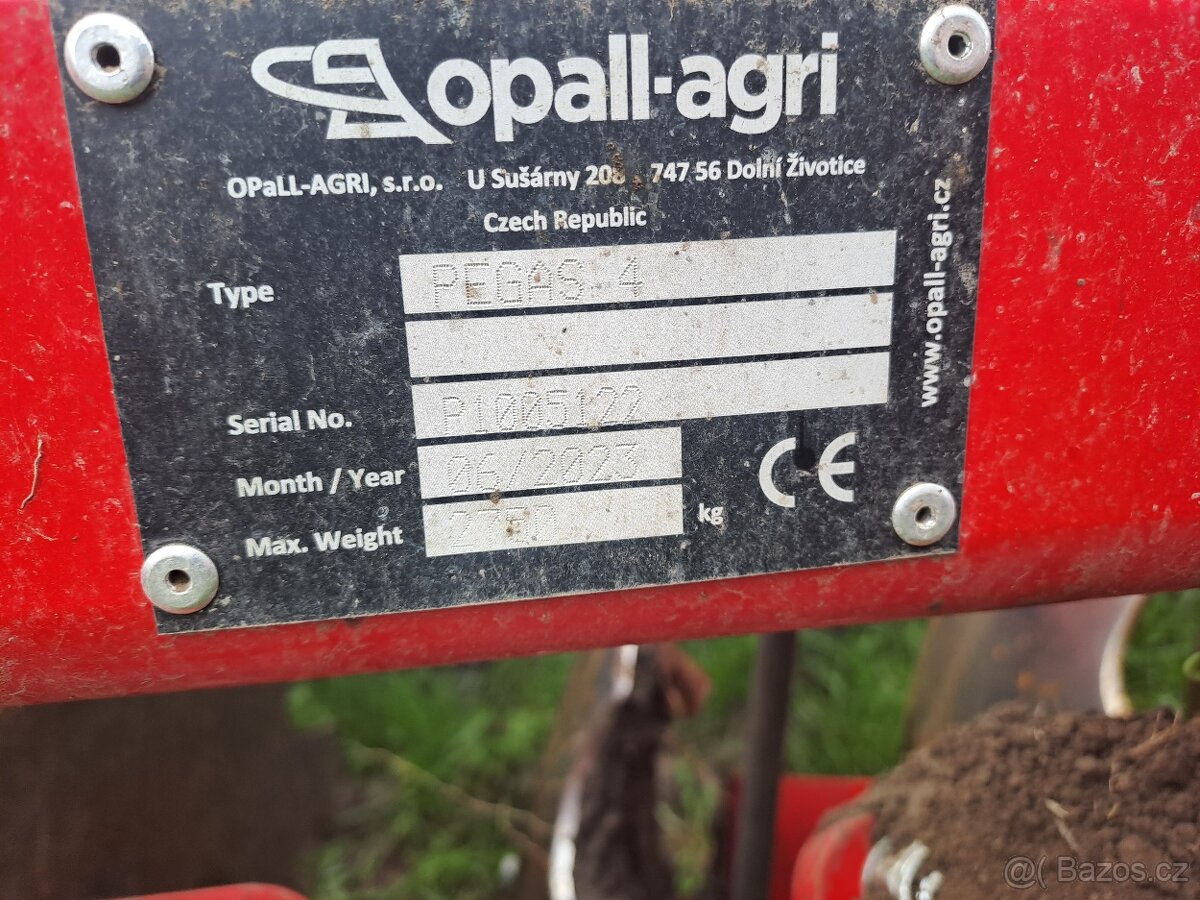 opall-agri
OPaLL-AGRI, s.r.o. U Sušárny 208 747 56 Dolní Životice
Czech Republic
Type PEGAS 4
Serial No. P1005122
Month / Year 06/2023
Max. Weight kg
CE
www.opall-agri.cz
Bazos.cz